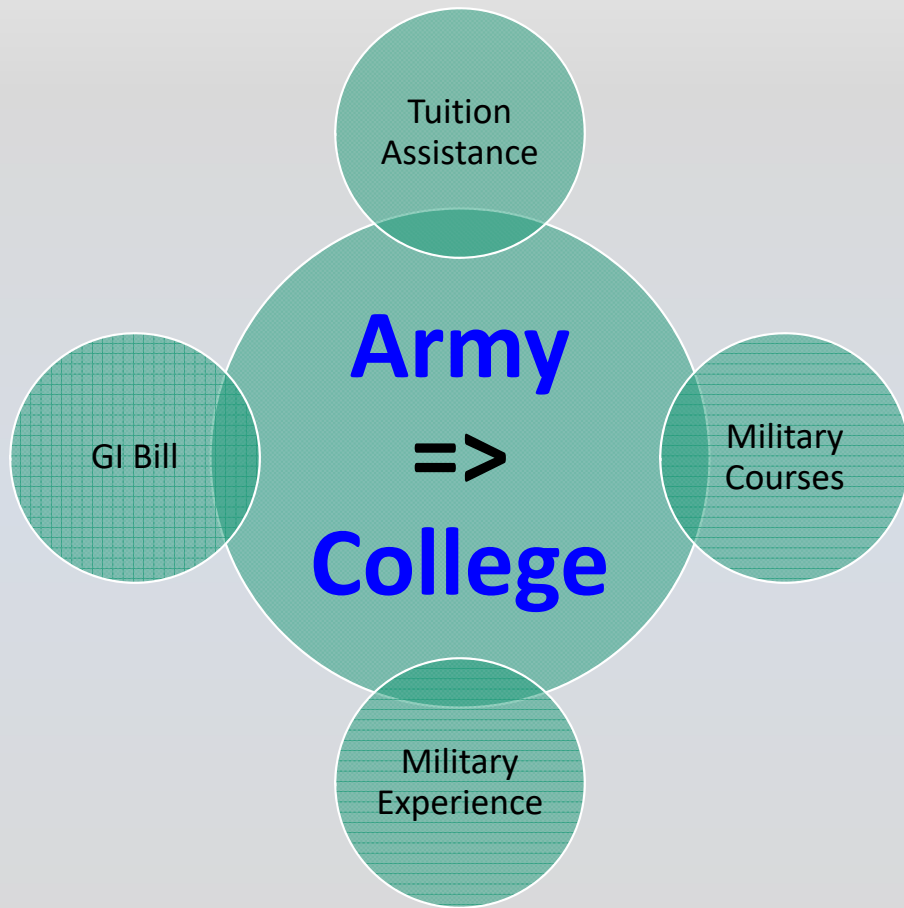 Tuition
Assistance
Army
=>
College
GI Bill
Military
Courses
Military
Experience